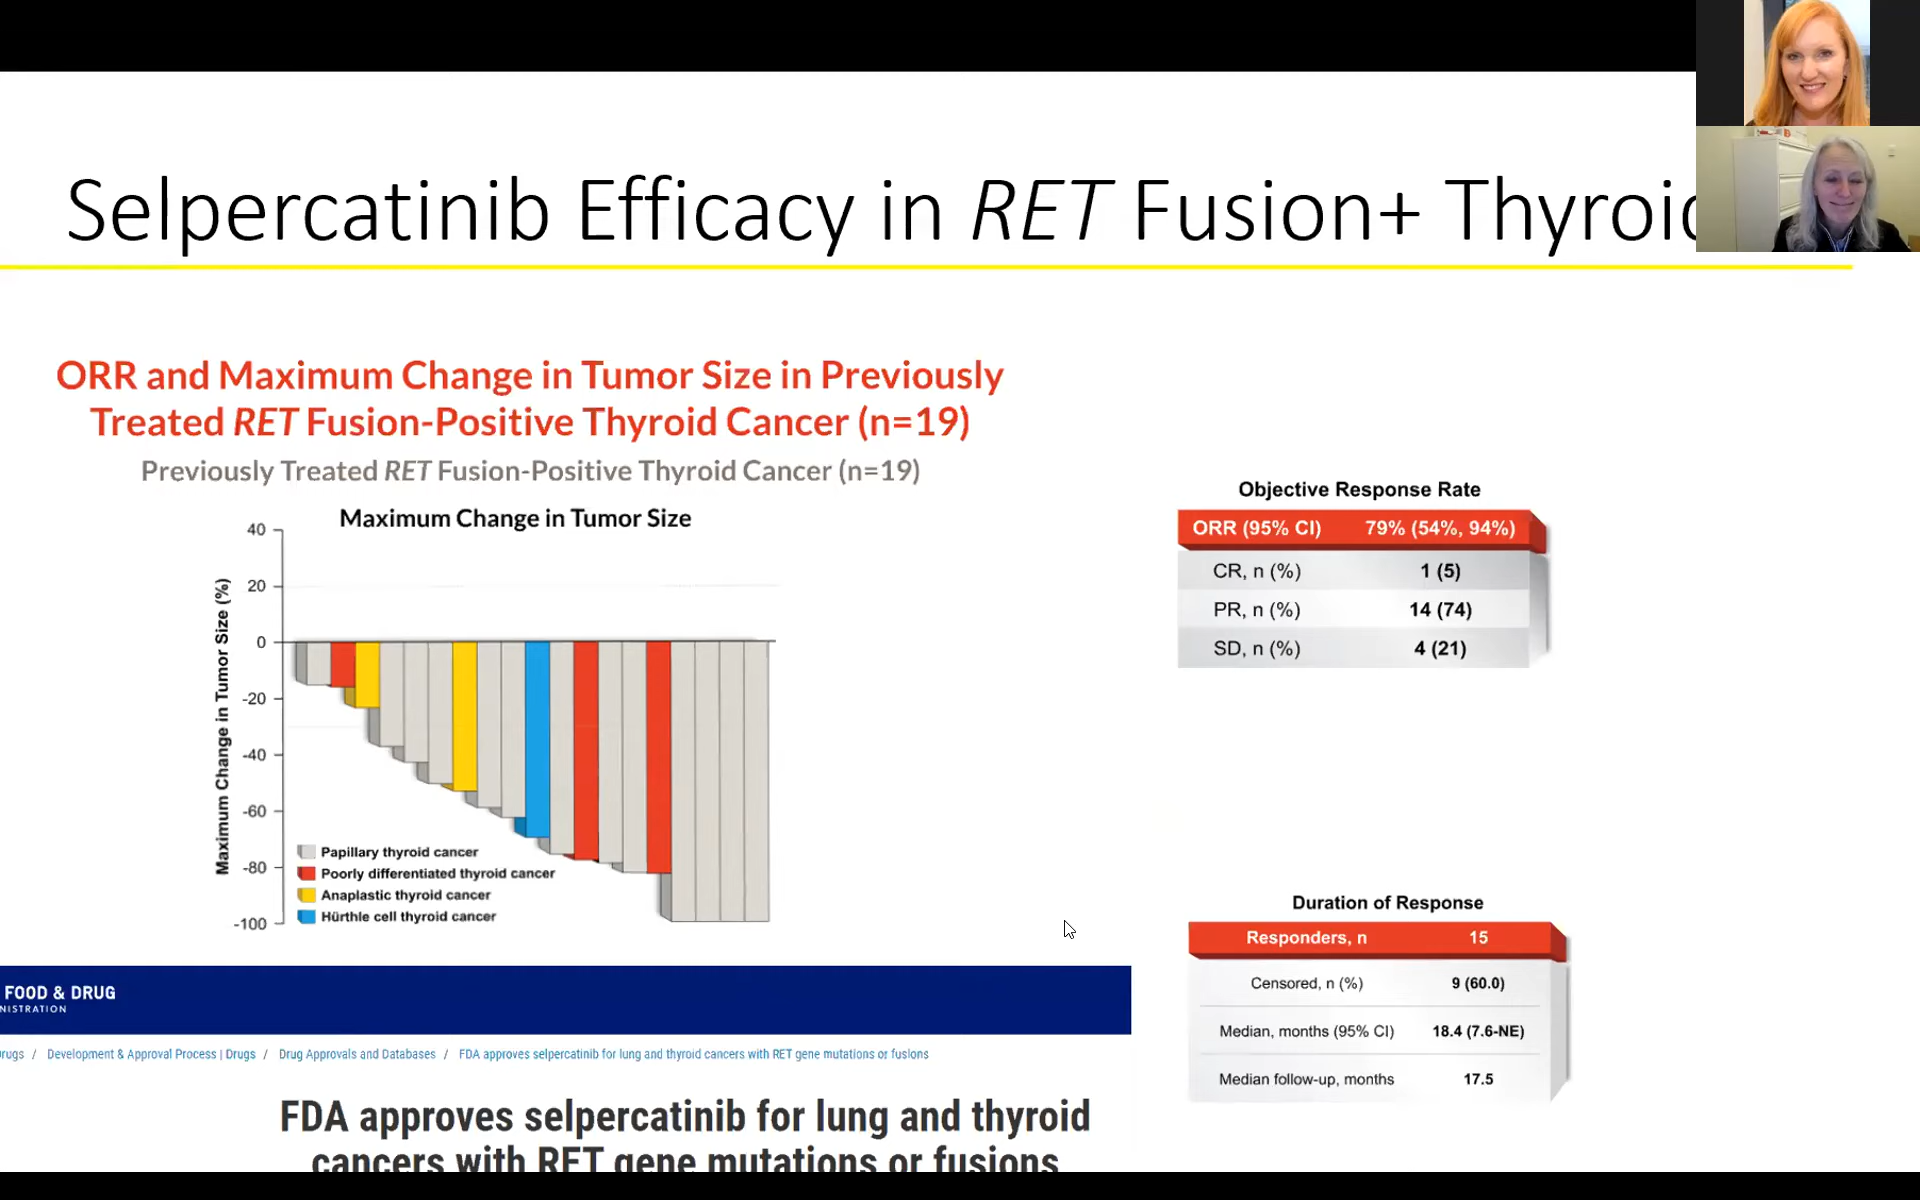 Selpercatinib Efficacy in RET Fusion+ Thyroid
ORR and Maximum Change in Tumor Size in Previously
Treated RET Fusion-Positive Thyroid Cancer (n=19)
Previously Treated RET Fusion-Positive Thyroid Cancer (n=19)
Maximum Change in Tumor Size
Maximum Change in Tumor Size (%)
40
20
0
-20
-40
-60
-80
-100
Papillary thyroid cancer
Poorly differentiated thyroid cancer
Anaplastic thyroid cancer
Hürthle cell thyroid cancer
Objective Response Rate
ORR (95% CI) 79% (54%, 94%)
CR, n (%) 1 (5)
PR, n (%) 14 (74)
SD, n (%) 4 (21)
Duration of Response
Responders, n 15
Censored, n (%) 9 (60.0)
Median, months (95% CI) 18.4 (7.6-NE)
Median follow-up, months 17.5
FOOD & DRUG
NISTRATION
rugs / Development & Approval Process | Drugs / Drug Approvals and Databases / FDA approves selpercatinib for lung and thyroid cancers with RET gene mutations or fusions
FDA approves selpercatinib for lung and thyroid
cancers with RET gene mutations or fusions